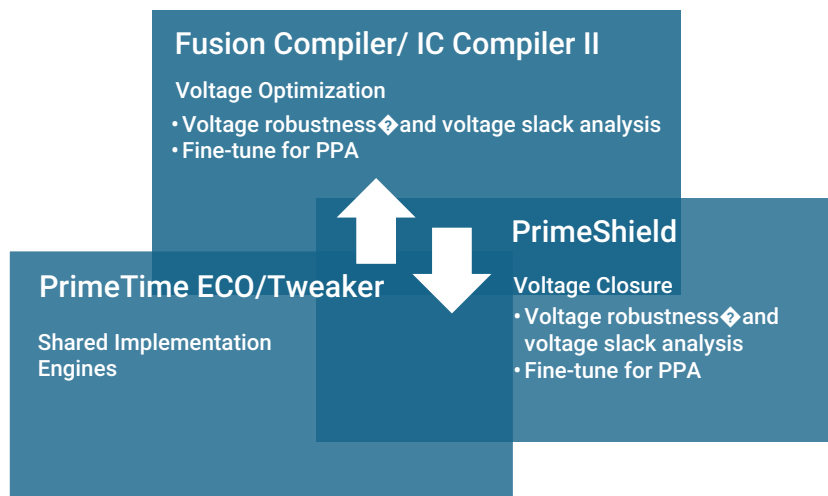 Fusion Compiler/ IC Compiler II
Voltage Optimization
• Voltage robustness�and voltage slack analysis
• Fine-tune for PPA
PrimeShield
Voltage Closure
• Voltage robustness�and
voltage slack analysis
• Fine-tune for PPA
PrimeTime ECO/Tweaker
Shared Implementation
Engines